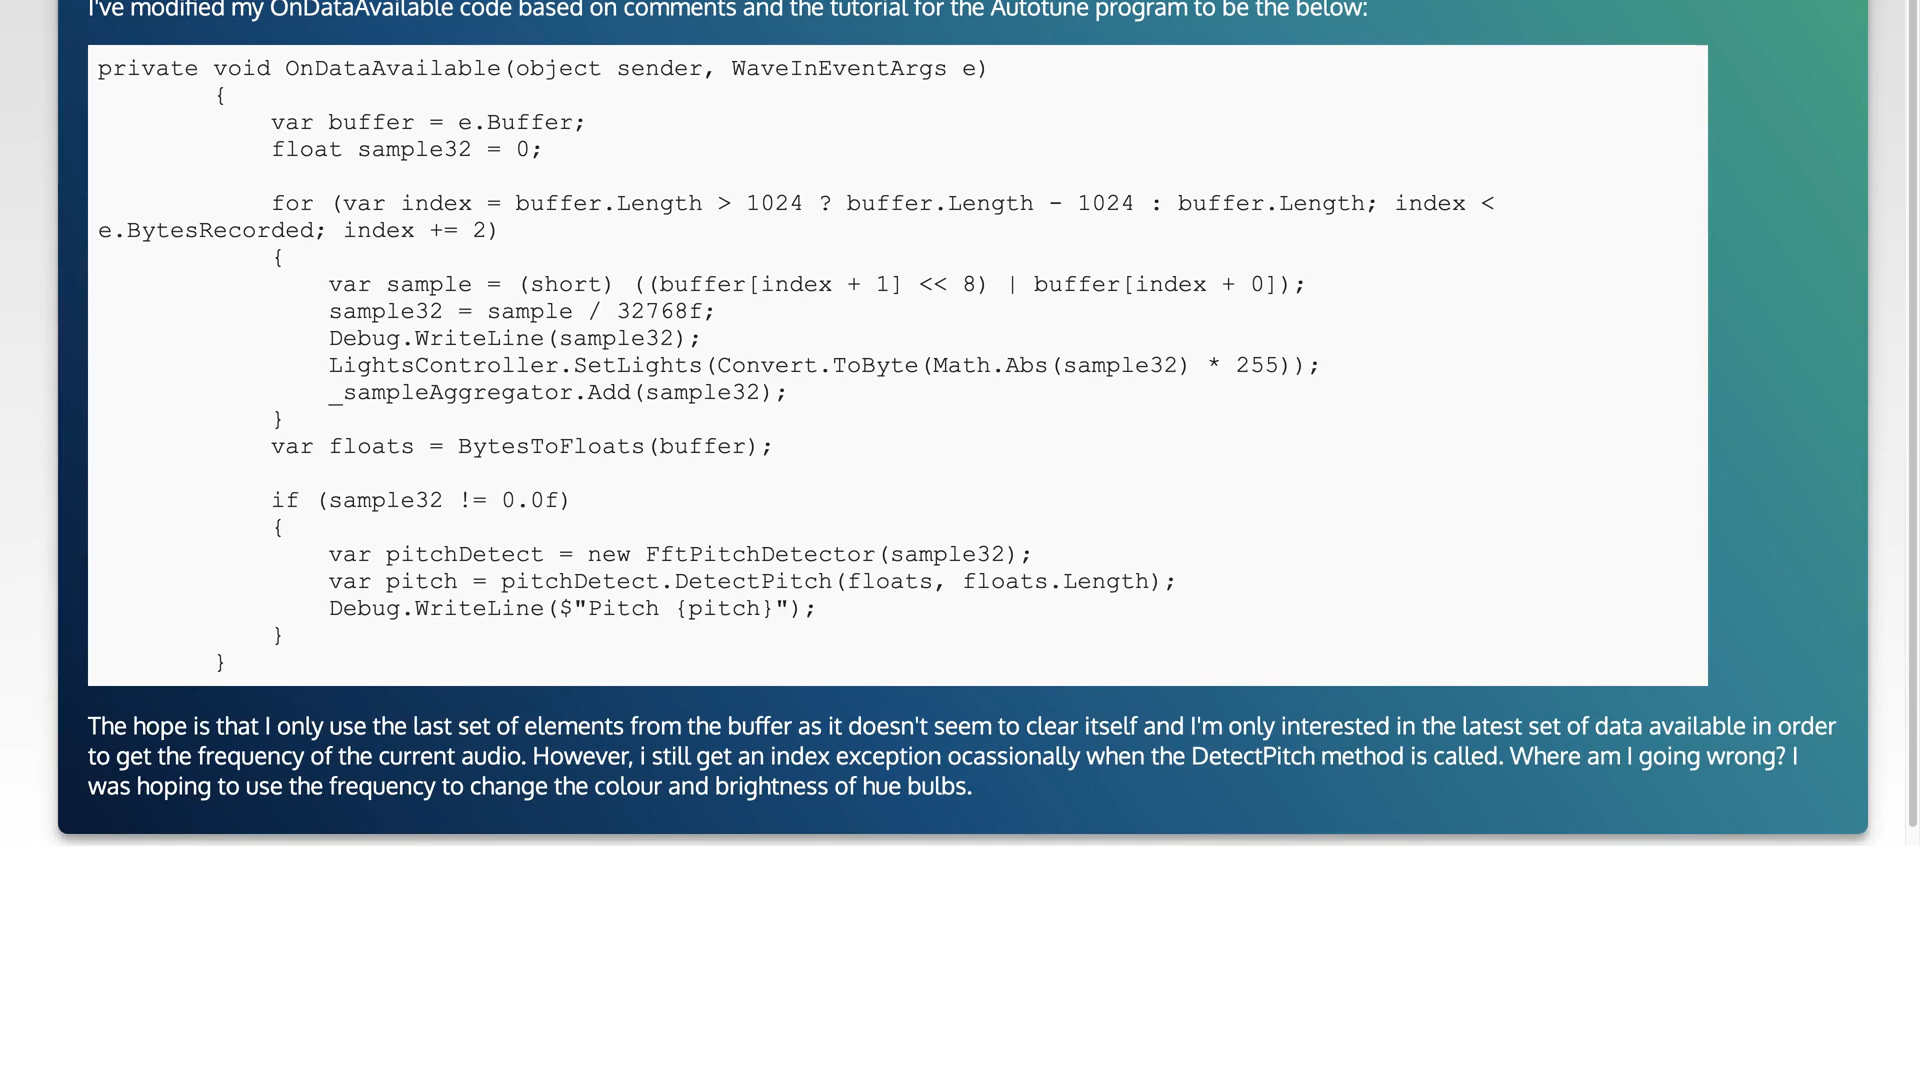 I've modified my OnDataAvailable code based on comments and the tutorial for the Autotune program to be the below:
private void OnDataAvailable(object sender, WaveInEventArgs e)
{
var buffer = e.Buffer;
float sample32 = 0;
for (var index = buffer.Length > 1024 ? buffer.Length - 1024 : buffer.Length; index <
e.BytesRecorded; index += 2)
{
var sample = (short) ((buffer[index + 1] << 8) | buffer[index + 0]);
sample32 = sample / 32768f;
Debug.WriteLine(sample32);
LightsController.SetLights(Convert.ToByte(Math.Abs(sample32) * 255));
_sampleAggregator.Add(sample32);
}
var floats = BytesToFloats(buffer);
if (sample32 != 0.0f)
{
var pitchDetect = new FftPitchDetector(sample32);
var pitch = pitchDetect.DetectPitch(floats, floats.Length);
Debug.WriteLine($"Pitch {pitch}");
}
}
The hope is that I only use the last set of elements from the buffer as it doesn't seem to clear itself and I'm only interested in the latest set of data available in order
to get the frequency of the current audio. However, i still get an index exception ocassionally when the DetectPitch method is called. Where am I going wrong? I
was hoping to use the frequency to change the colour and brightness of hue bulbs.